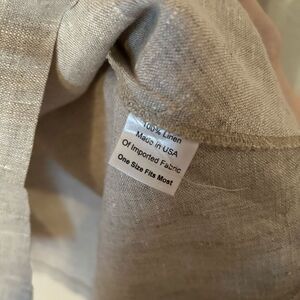 100% Linen
Made in USA
Of Imported Fabric
One Size Fits Most